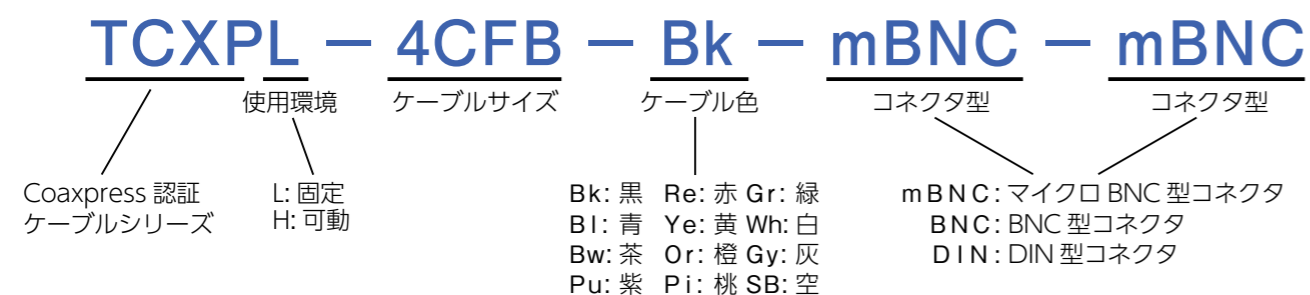 TCXPL － 4CFB － Bk － mBNC － mBNC
使用環境 ケーブルサイズ ケーブル色 コネクタ型 コネクタ型
Coaxpress 認証
ケーブルシリーズ
L: 固定
H: 可動
Bk: 黒 Re: 赤 Gr: 緑
Bl: 青 Ye: 黄 Wh: 白
Bw: 茶 Or: 橙 Gy: 灰
Pu: 紫 Pi: 桃 SB: 空
mBNC: マイクロ BNC 型コネクタ
BNC: BNC 型コネクタ
DIN: DIN 型コネクタ